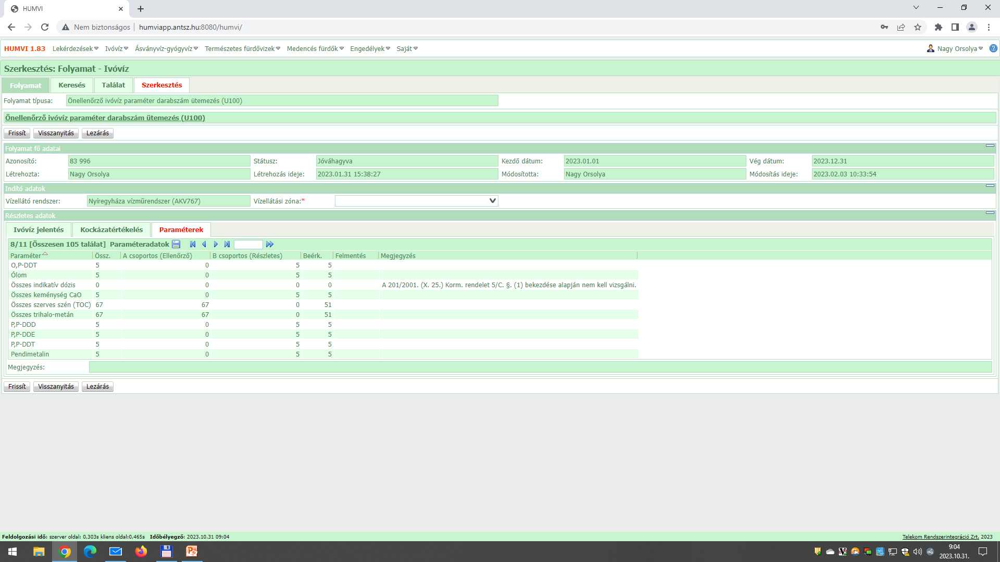 HUMVI
Nem biztonságos humviapp.antsz.hu:8080/humvi/
HUMVI 1.83 Lekérdezések Ivóvíz Ásványvíz-gyógyvíz Természetes fürdővizek Medencés fürdők Engedélyek Saját Nagy Orsolya ?
Szerkesztés: Folyamat - Ivóvíz
Folyamat Keresés Találat Szerkesztés
Folyamat típusa: Önellenőrző ivóvíz paraméter darabszám ütemezés (U100)
Önellenőrző ivóvíz paraméter darabszám ütemezés (U100)
Frissít Visszanyitás Lezárás
Folyamat fő adatai
Azonosító: 83 996 Státusz: Jóváhagyva Kezdő dátum: 2023.01.01 Vég dátum: 2023.12.31
Létrehozta: Nagy Orsolya Létrehozás ideje: 2023.01.31 15:38:27 Módosította: Nagy Orsolya Módosítás ideje: 2023.02.03 10:33:54
Indító adatok
Vízellátó rendszer: Nyíregyháza vízműrendszer (AKV767) Vízellátási zóna:*
Részletes adatok
Ivóvíz jelentés Kockázatértékelés Paraméterek
8/11 [Összesen 105 találat] Paraméteradatok
Paraméter Össz. A csoportos (Ellenőrző) B csoportos (Részletes) Beérk. Felmentés Megjegyzés
O,P-DDT 5 0 5 5
Ólom 5 0 5 5
Összes indikatív dózis 0 0 0 0 A 201/2001. (X. 25.) Korm. rendelet 5/C. §. (1) bekezdése alapján nem kell vizsgálni.
Összes keménység CaO 5 0 5 5
Összes szerves szén (TOC) 67 67 0 51
Összes trihalo-metán 67 67 0 51
P,P-DDD 5 0 5 5
P,P-DDE 5 0 5 5
P,P-DDT 5 0 5 5
Pendimetalin 5 0 5 5
Megjegyzés:
Frissít Visszanyitás Lezárás
Feldolgozási idő: szerver oldal: 0,303s kliens oldal:0,465s Időbélyegző: 2023.10.31 09:04 Telekom Rendszerintegráció Zrt. 2023
9:04
2023.10.31.